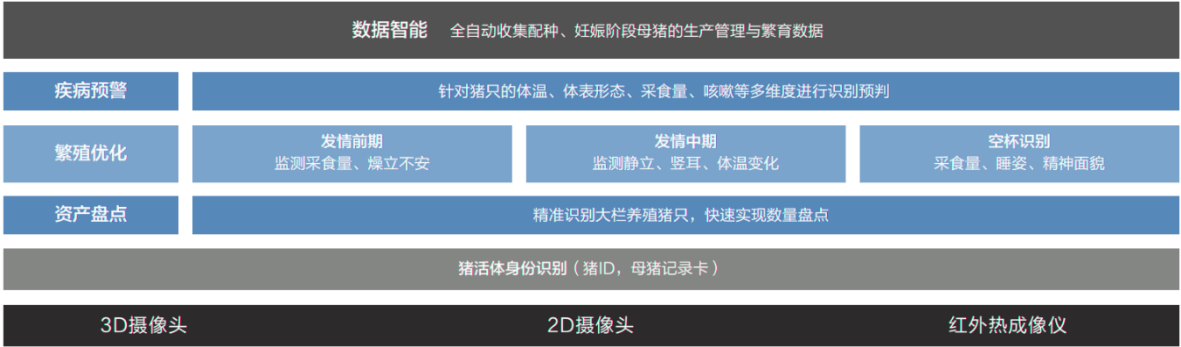 数据智能 全自动收集配种、妊娠阶段母猪的生产管理与繁育数据
疾病预警 针对猪只的体温、体表形态、采食量、咳嗽等多维度进行识别预判
繁殖优化
发情前期
监测采食量、燥立不安
发情中期
监测静立、竖耳、体温变化
空杯识别
采食量、睡姿、精神面貌
资产盘点 精准识别大栏养殖猪只，快速实现数量盘点
猪活体身份识别（猪ID，母猪记录卡）
3D摄像头 2D摄像头 红外热成像仪